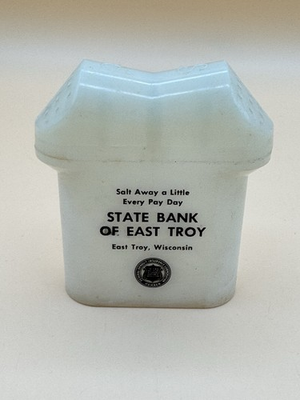 Salt Away a Little
Every Pay Day
STATE BANK
OF EAST TROY
East Troy, Wisconsin